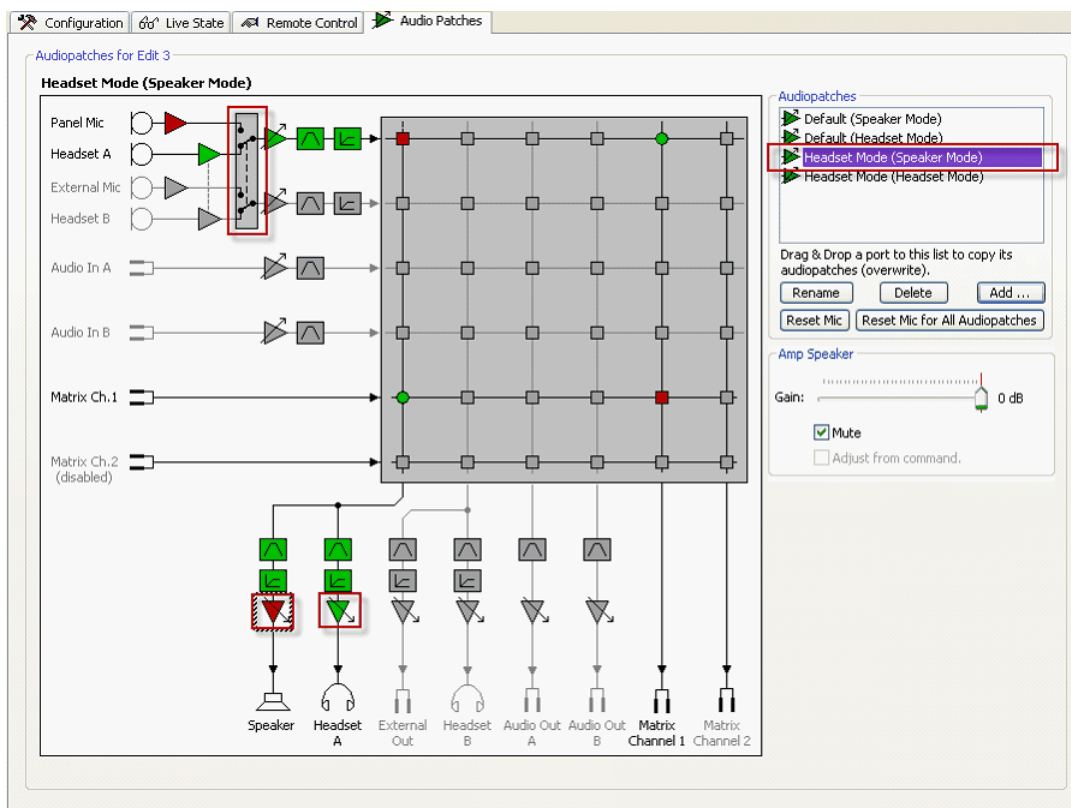 Configuration
Live State
Remote Control
Audio Patches
Audiopatches for Edit 3
Headset Mode (Speaker Mode)
Panel Mic
Headset A
External Mic
Headset B
Audio In A
Audio In B
Matrix Ch.1
Matrix Ch.2
(disabled)
Speaker
Headset
A
External
Out
Headset
B
Audio Out
A
Audio Out
B
Matrix
Channel 1
Matrix
Channel 2
Audiopatches
Default (Speaker Mode)
Default (Headset Mode)
Headset Mode (Speaker Mode)
Headset Mode (Headset Mode)
Drag & Drop a port to this list to copy its
audiopatches (overwrite).
Rename
Delete
Add ...
Reset Mic
Reset Mic for All Audiopatches
Amp Speaker
Gain:
0 dB
Mute
Adjust from command.